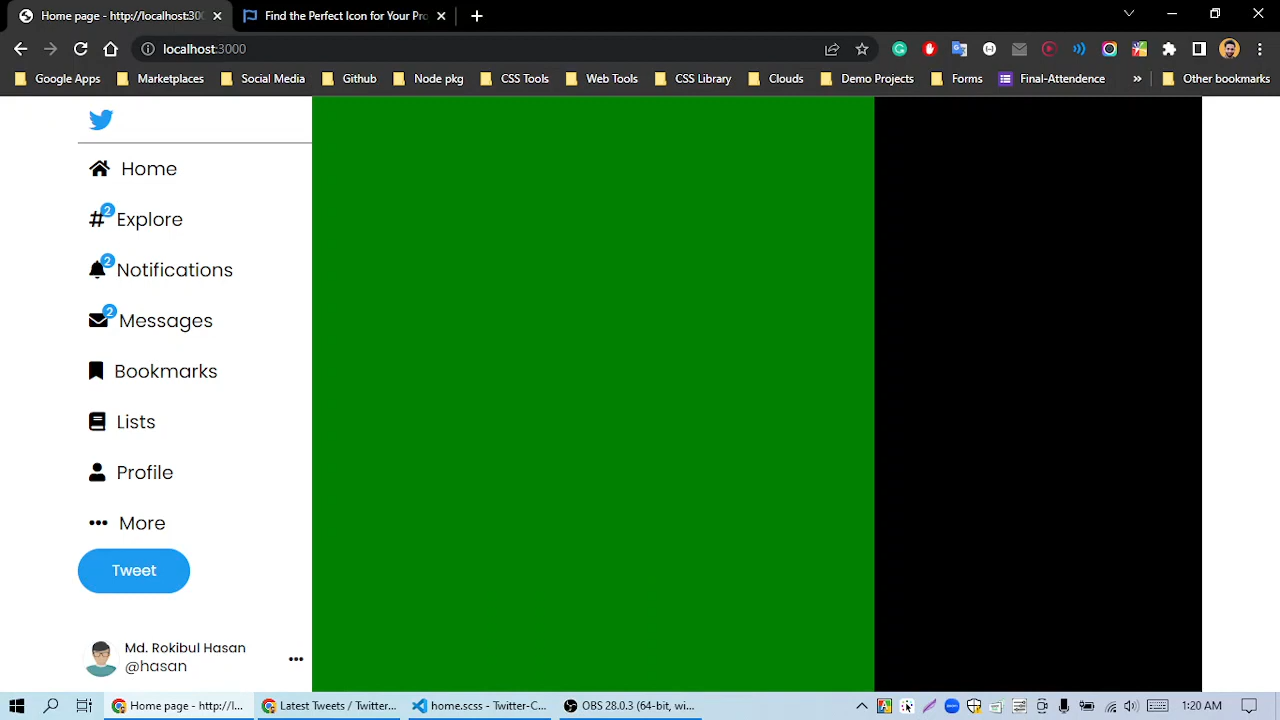 Home page - http://localhost:300
Find the Perfect Icon for Your Pro
localhost:3000
Google Apps
Marketplaces
Social Media
Github
Node pkg
CSS Tools
Web Tools
CSS Library
Clouds
Demo Projects
Forms
Final-Attendence
»
Other bookmarks
Home
2
Explore
2
Notifications
2
Messages
Bookmarks
Lists
Profile
More
Tweet
Md. Rokibul Hasan
@hasan
Home page - http://l...
Latest Tweets / Twitter...
home.scss - Twitter-C...
OBS 28.0.3 (64-bit, wi...
1:20 AM